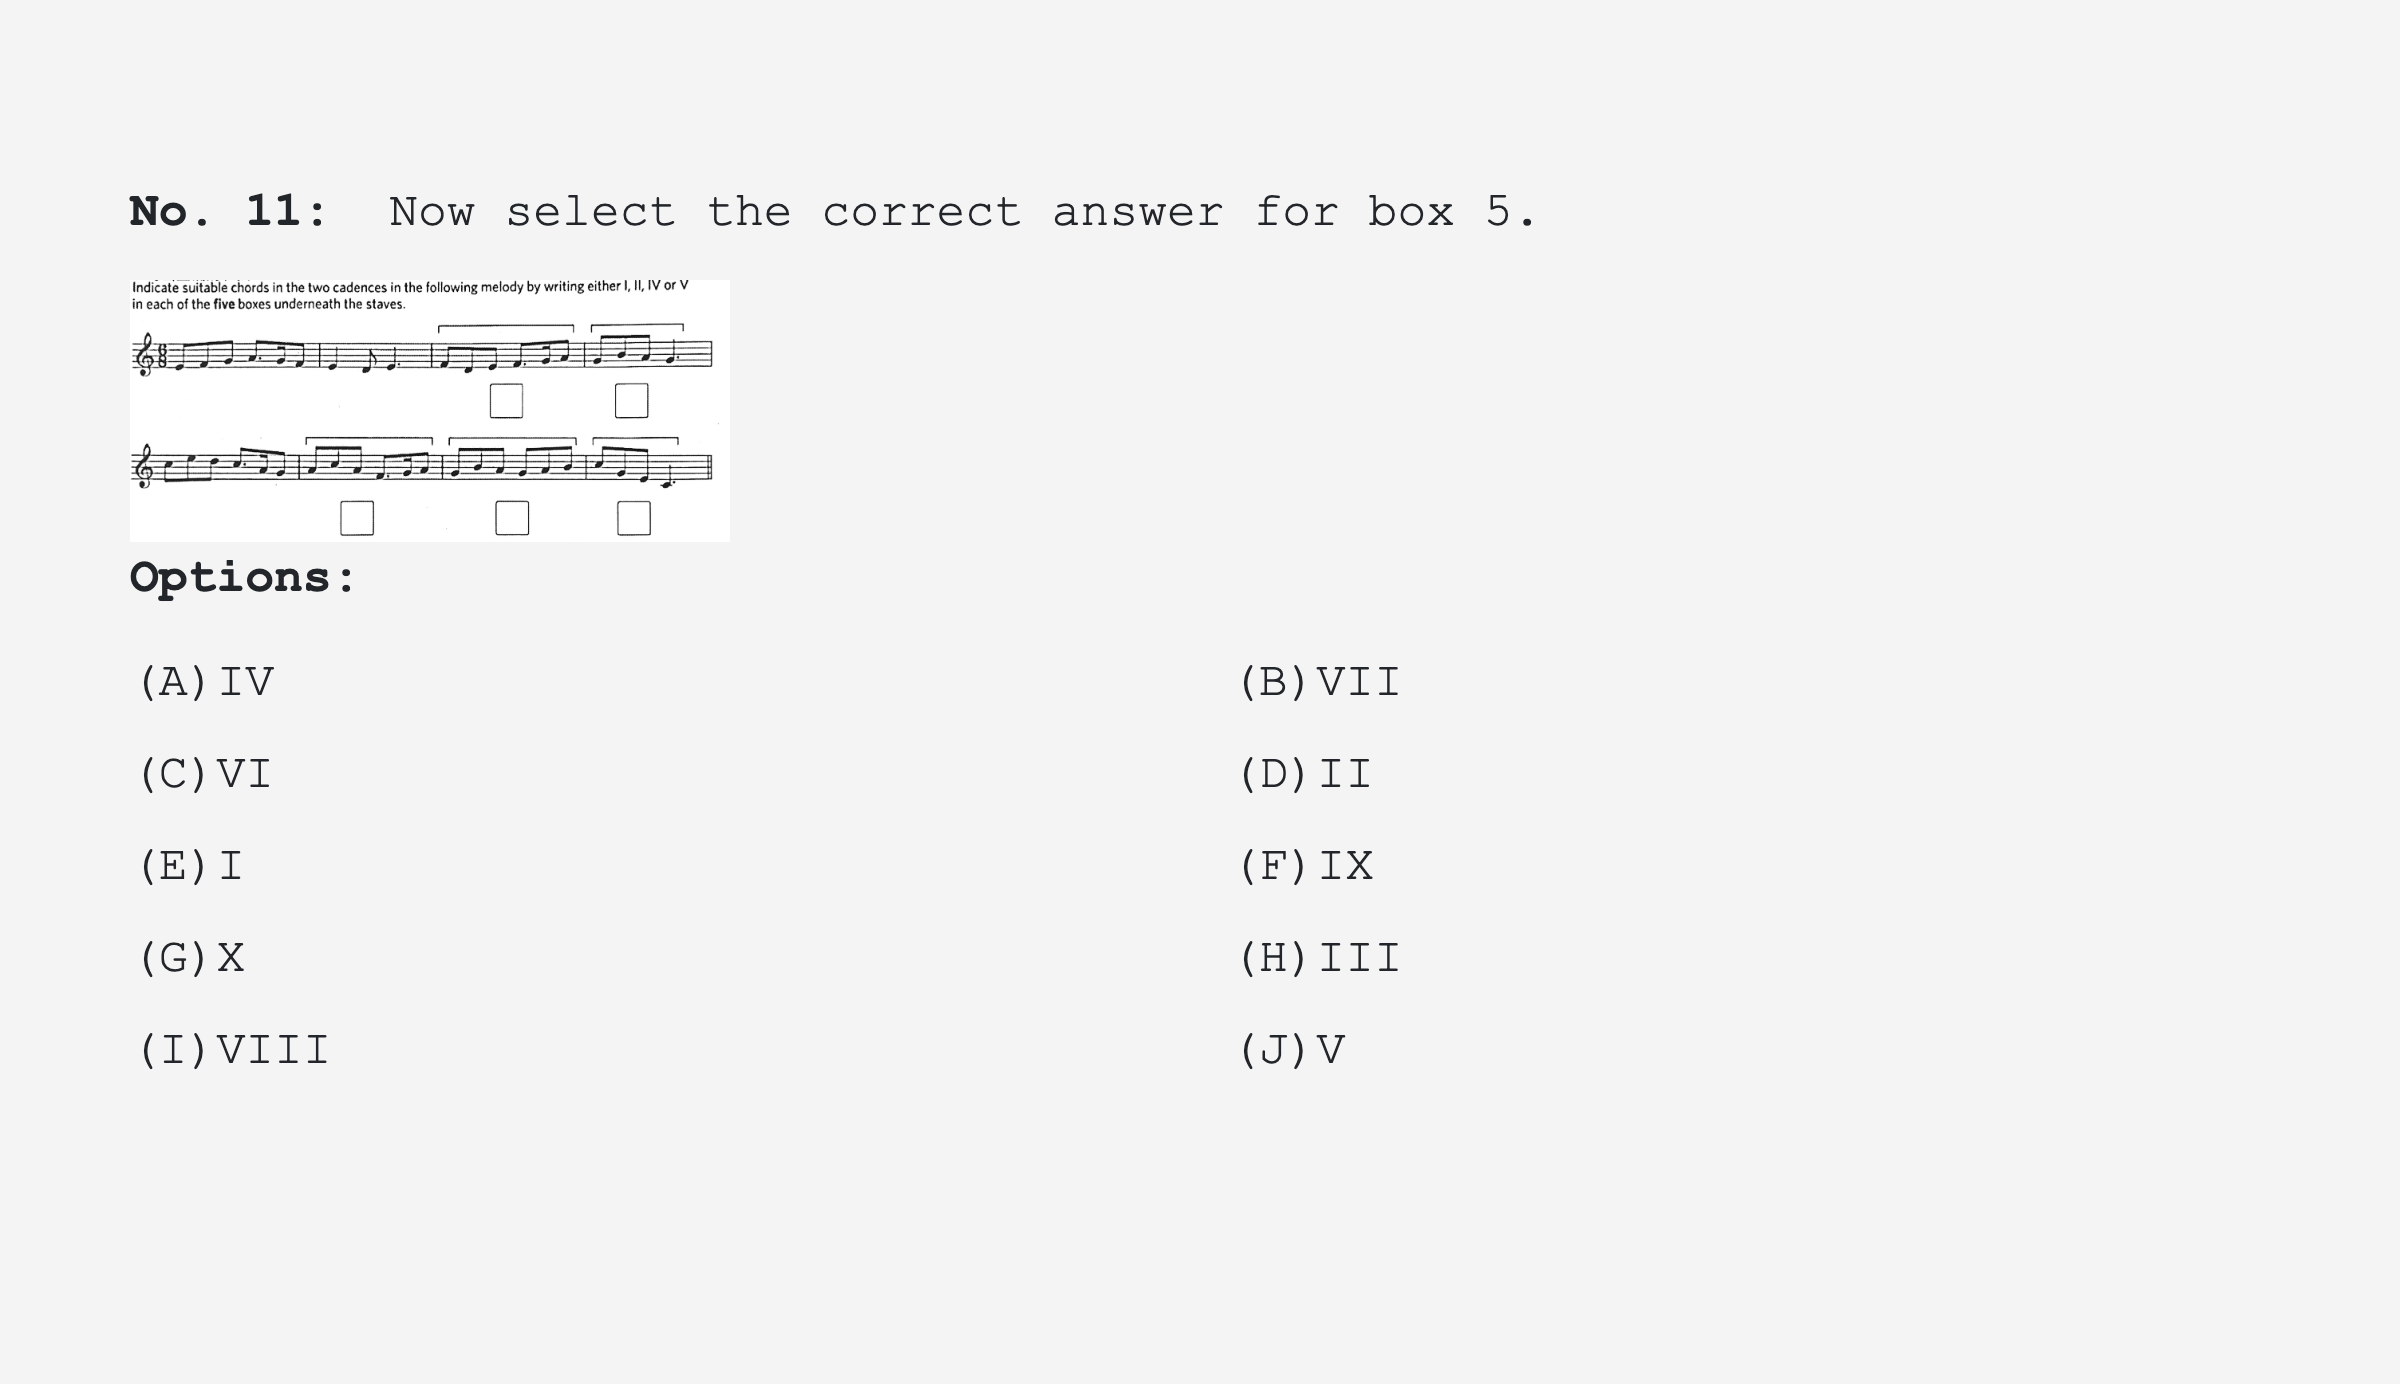 No. 11: Now select the correct answer for box 5.
Indicate suitable chords in the two cadences in the following melody by writing either I, II, IV or V
in each of the five boxes underneath the staves.
6
8
Options:
(A) IV
(B) VII
(C) VI
(D) II
(E) I
(F) IX
(G) X
(H) III
(I) VIII
(J) V